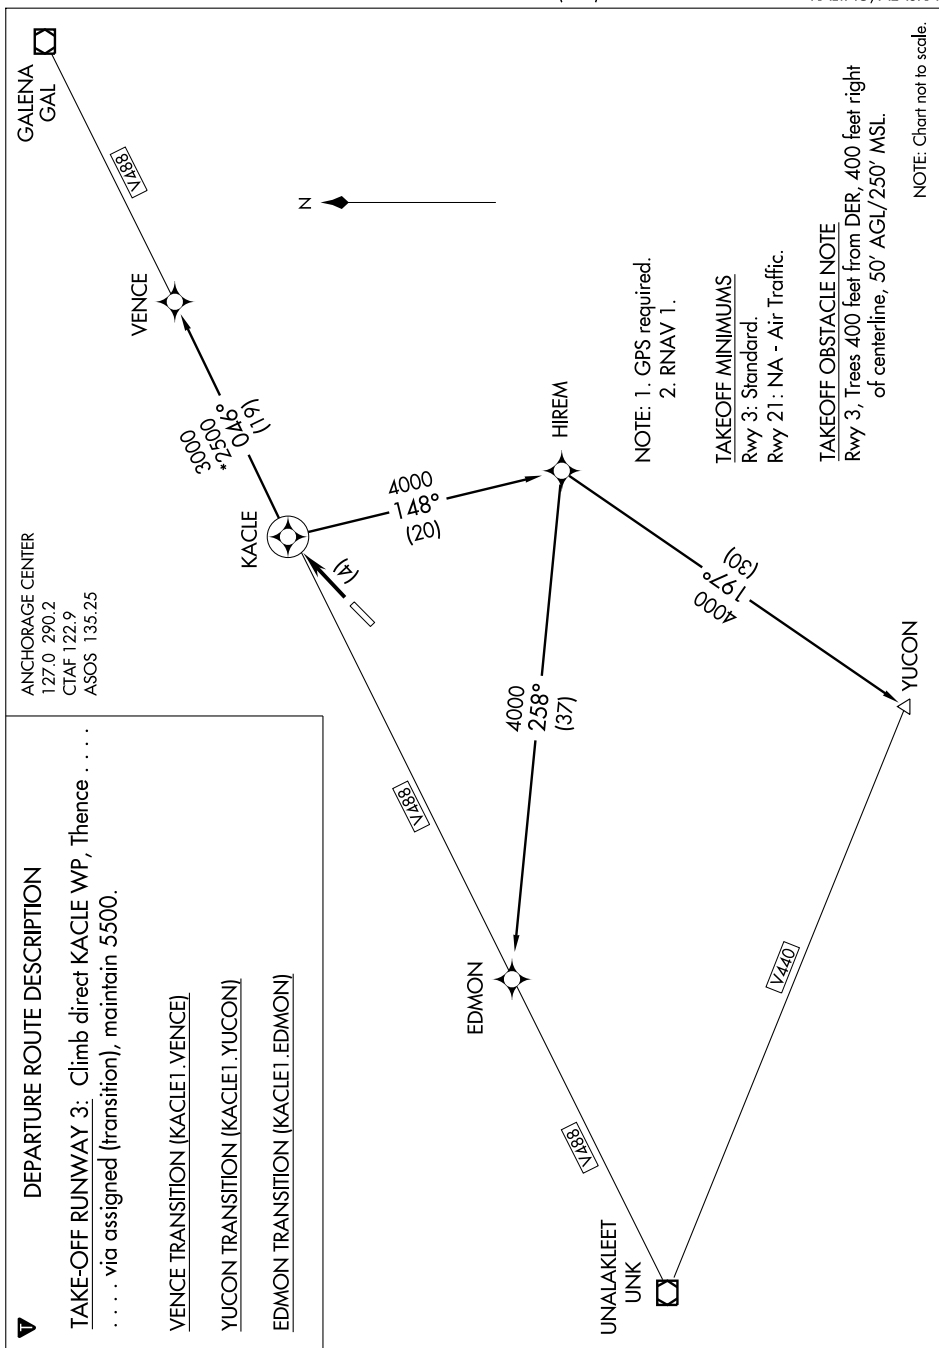 DEPARTURE ROUTE DESCRIPTION
TAKE-OFF RUNWAY 3: Climb direct KACLE WP, Thence . . . .
. . . . via assigned (transition), maintain 5500.
VENCE TRANSITION (KACLE1.VENCE)
YUCON TRANSITION (KACLE1.YUCON)
EDMON TRANSITION (KACLE1.EDMON)
ANCHORAGE CENTER
127.0 290.2
CTAF 122.9
ASOS 135.25
GALENA
GAL
V488
VENCE
N
3000
*2500
046°
(19)
KACLE
(4)
4000
148°
(20)
HIREM
V488
4000
258°
(37)
4000
197°
(30)
EDMON
YUCON
V488
V440
UNALAKLEET
UNK
NOTE: 1. GPS required.
2. RNAV 1.
TAKEOFF MINIMUMS
Rwy 3: Standard.
Rwy 21: NA - Air Traffic.
TAKEOFF OBSTACLE NOTE
Rwy 3, Trees 400 feet from DER, 400 feet right
of centerline, 50' AGL/250' MSL.
NOTE: Chart not to scale.